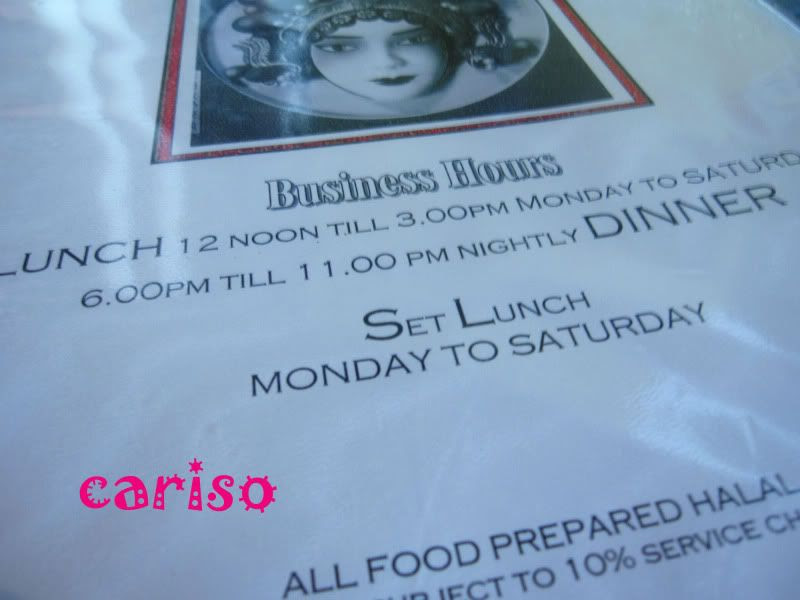 Business Hours
LUNCH 12 NOON TILL 3.00PM MONDAY TO SATURD
6.00PM TILL 11.00 PM NIGHTLY DINNER
SET LUNCH
MONDAY TO SATURDAY
cariso
ALL FOOD PREPARED HALAL
SUBJECT TO 10% SERVICE CH